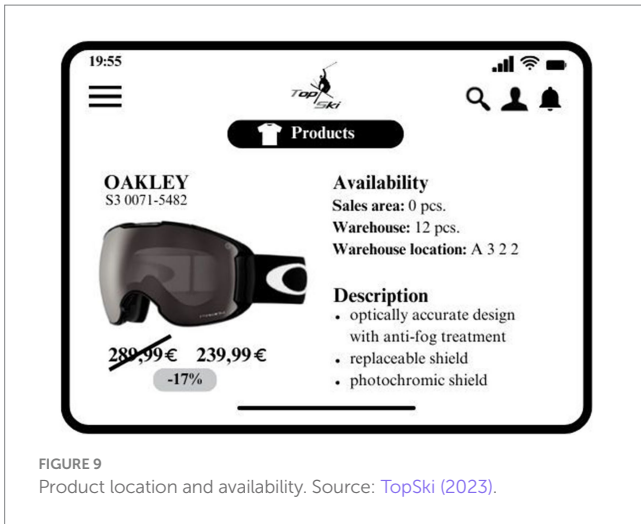 19:55
Top
Ski
Products
OAKLEY
S3 0071-5482
289,99 € 239,99 €
-17%
Availability
Sales area: 0 pcs.
Warehouse: 12 pcs.
Warehouse location: A 3 2 2
Description
• optically accurate design
with anti-fog treatment
• replaceable shield
• photochromic shield
FIGURE 9
Product location and availability. Source: TopSki (2023).